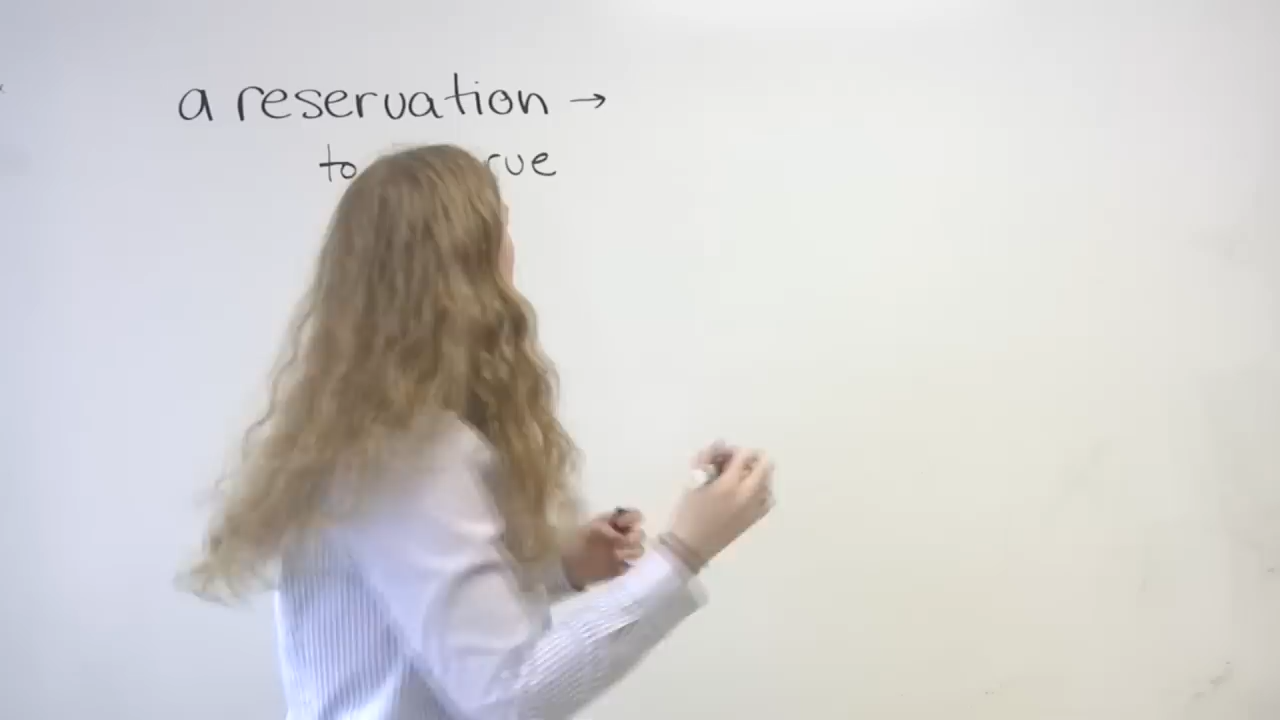 a reservation →
to